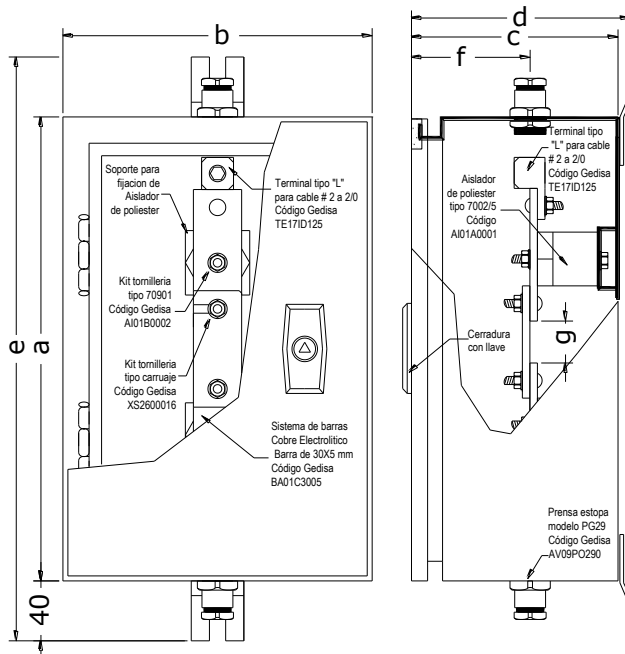 b
d
c
f
e
a
40
g
Soporte para
fijacion de
Aislador
de poliester
Terminal tipo "L"
para cable # 2 a 2/0
Código Gedisa
TE17ID125
Kit tornilleria
tipo 70901
Código Gedisa
AI01B0002
Kit tornilleria
tipo carruaje
Código Gedisa
XS2600016
Sistema de barras
Cobre Electrolitico
Barra de 30X5 mm
Código Gedisa
BA01C3005
Terminal tipo
"L" para cable
# 2 a 2/0
Código Gedisa
TE17ID125
Aislador
de poliester
tipo 7002/5
Código
AI01A0001
Cerradura
con llave
Prensa estopa
modelo PG29
Código Gedisa
AV09PO290